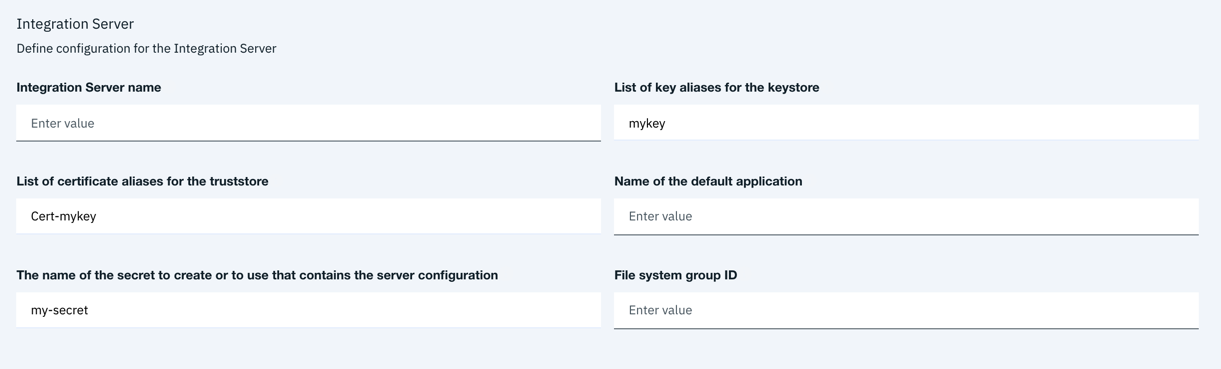 Integration Server
Define configuration for the Integration Server
Integration Server name
List of key aliases for the keystore
Enter value
mykey
List of certificate aliases for the truststore
Name of the default application
Cert-mykey
Enter value
The name of the secret to create or to use that contains the server configuration
File system group ID
my-secret
Enter value